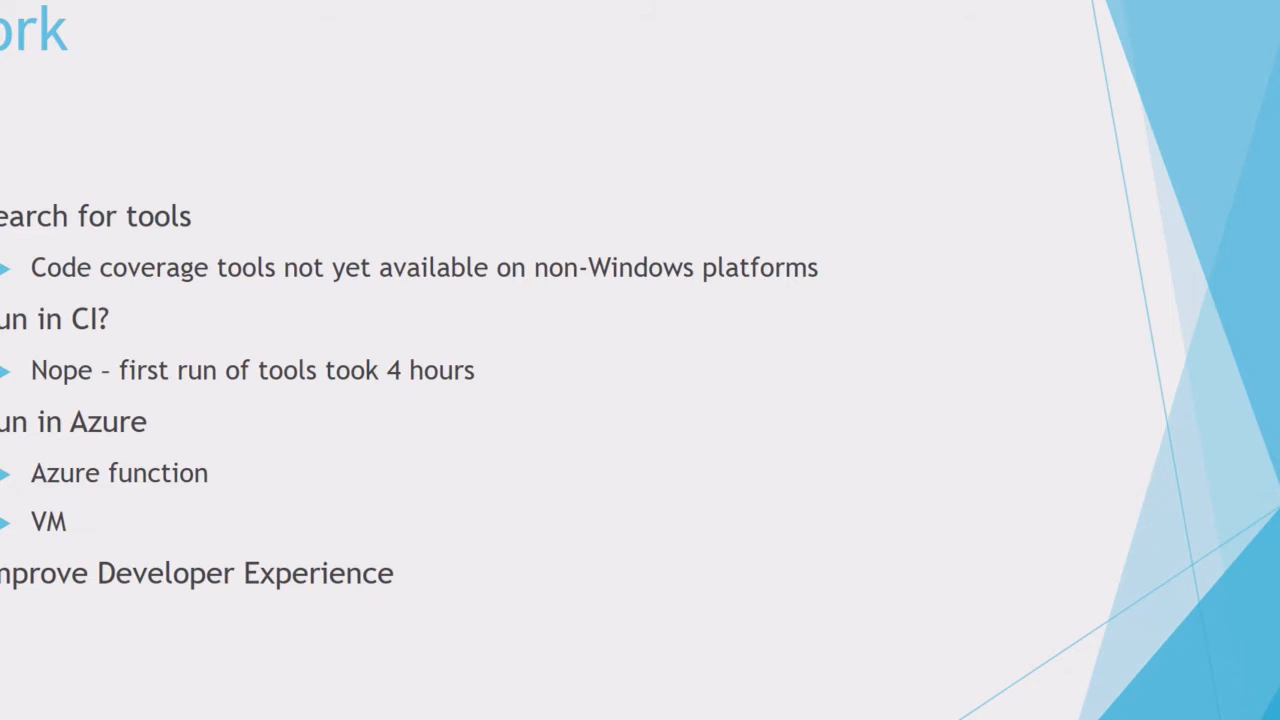 ork
earch for tools
Code coverage tools not yet available on non-Windows platforms
un in CI?
Nope – first run of tools took 4 hours
un in Azure
Azure function
VM
mprove Developer Experience